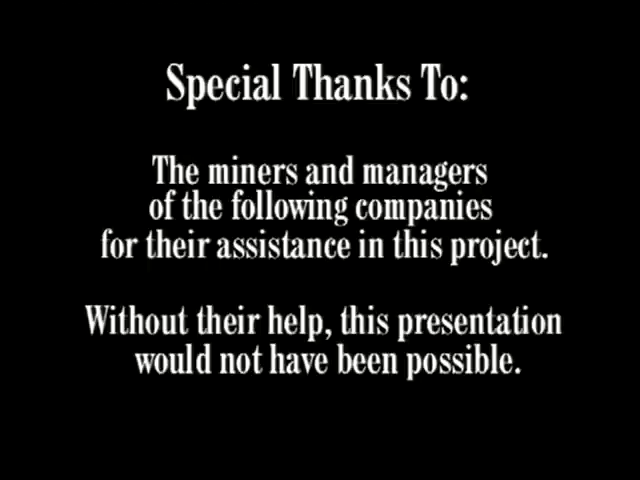 Special Thanks To:
The miners and managers
of the following companies
for their assistance in this project.
Without their help, this presentation
would not have been possible.